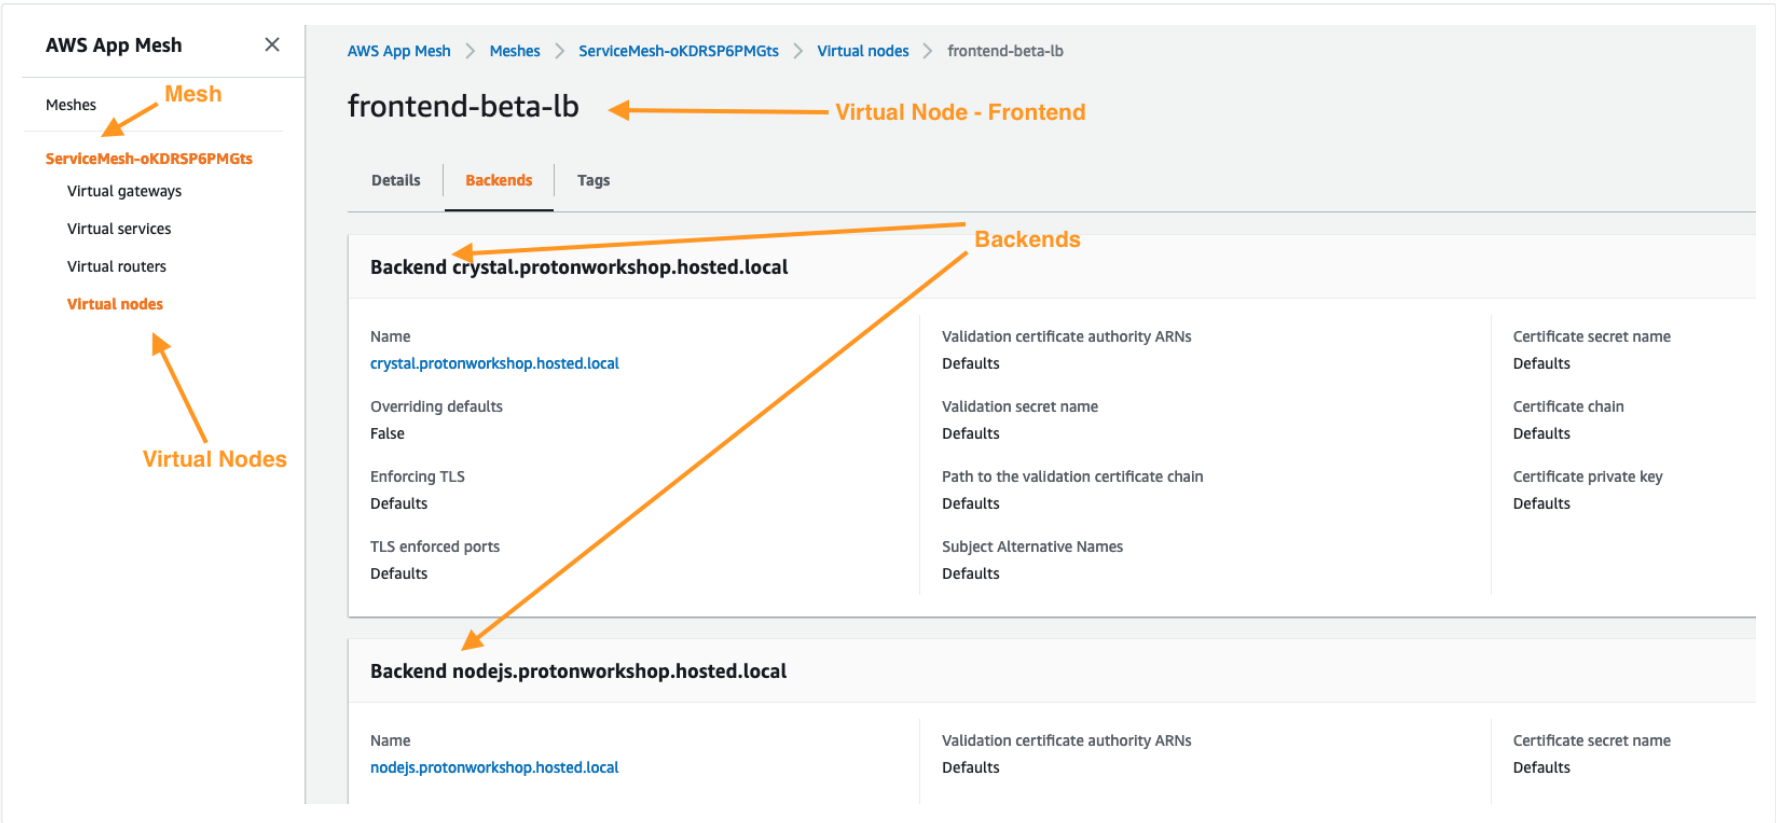 AWS App Mesh
Meshes
Mesh
ServiceMesh-oKDRSP6PMGts
Virtual gateways
Virtual services
Virtual routers
Virtual nodes
Virtual Nodes
AWS App Mesh > Meshes > ServiceMesh-oKDRSP6PMGts > Virtual nodes > frontend-beta-lb
frontend-beta-lb
Virtual Node - Frontend
Details Backends Tags
Backends
Backend crystal.protonworkshop.hosted.local
Name
crystal.protonworkshop.hosted.local
Overriding defaults
False
Enforcing TLS
Defaults
TLS enforced ports
Defaults
Validation certificate authority ARNs
Defaults
Validation secret name
Defaults
Path to the validation certificate chain
Defaults
Subject Alternative Names
Defaults
Certificate secret name
Defaults
Certificate chain
Defaults
Certificate private key
Defaults
Backend nodejs.protonworkshop.hosted.local
Name
nodejs.protonworkshop.hosted.local
Validation certificate authority ARNs
Defaults
Certificate secret name
Defaults